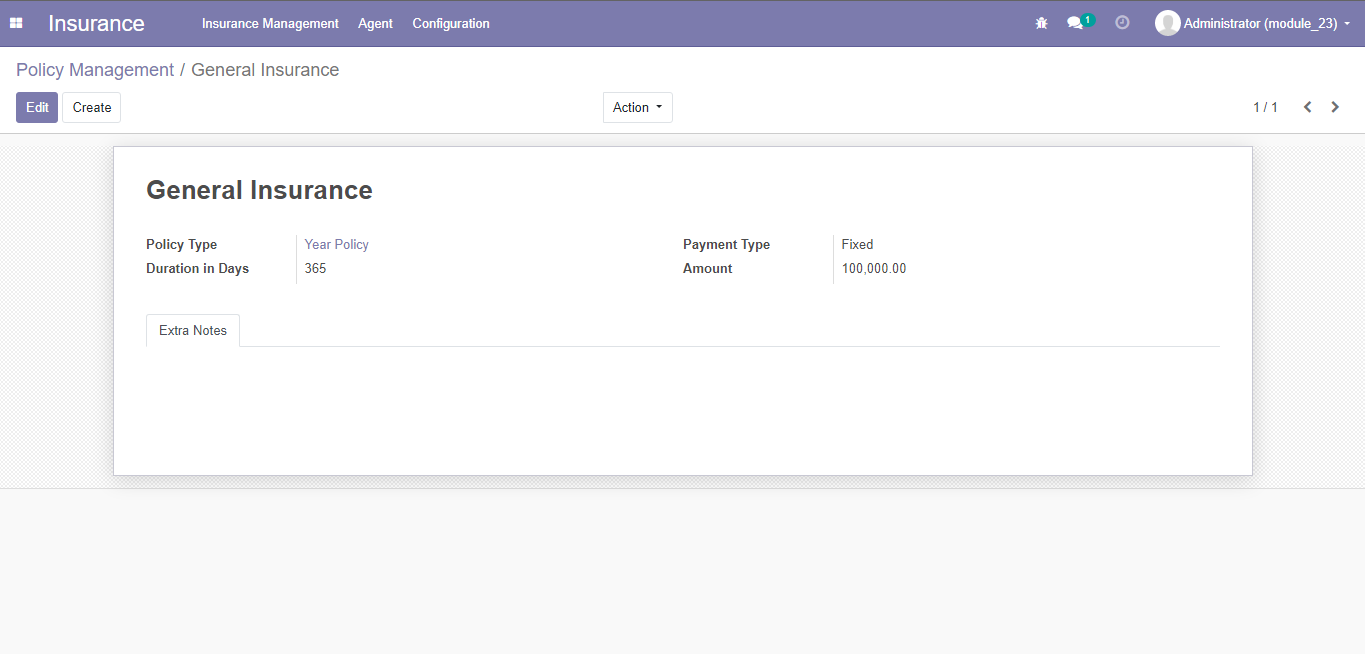 Insurance Insurance Management Agent Configuration 1 Administrator (module_23)
Policy Management / General Insurance
Edit Create Action 1 / 1
General Insurance
Policy Type Year Policy Payment Type Fixed
Duration in Days 365 Amount 100,000.00
Extra Notes